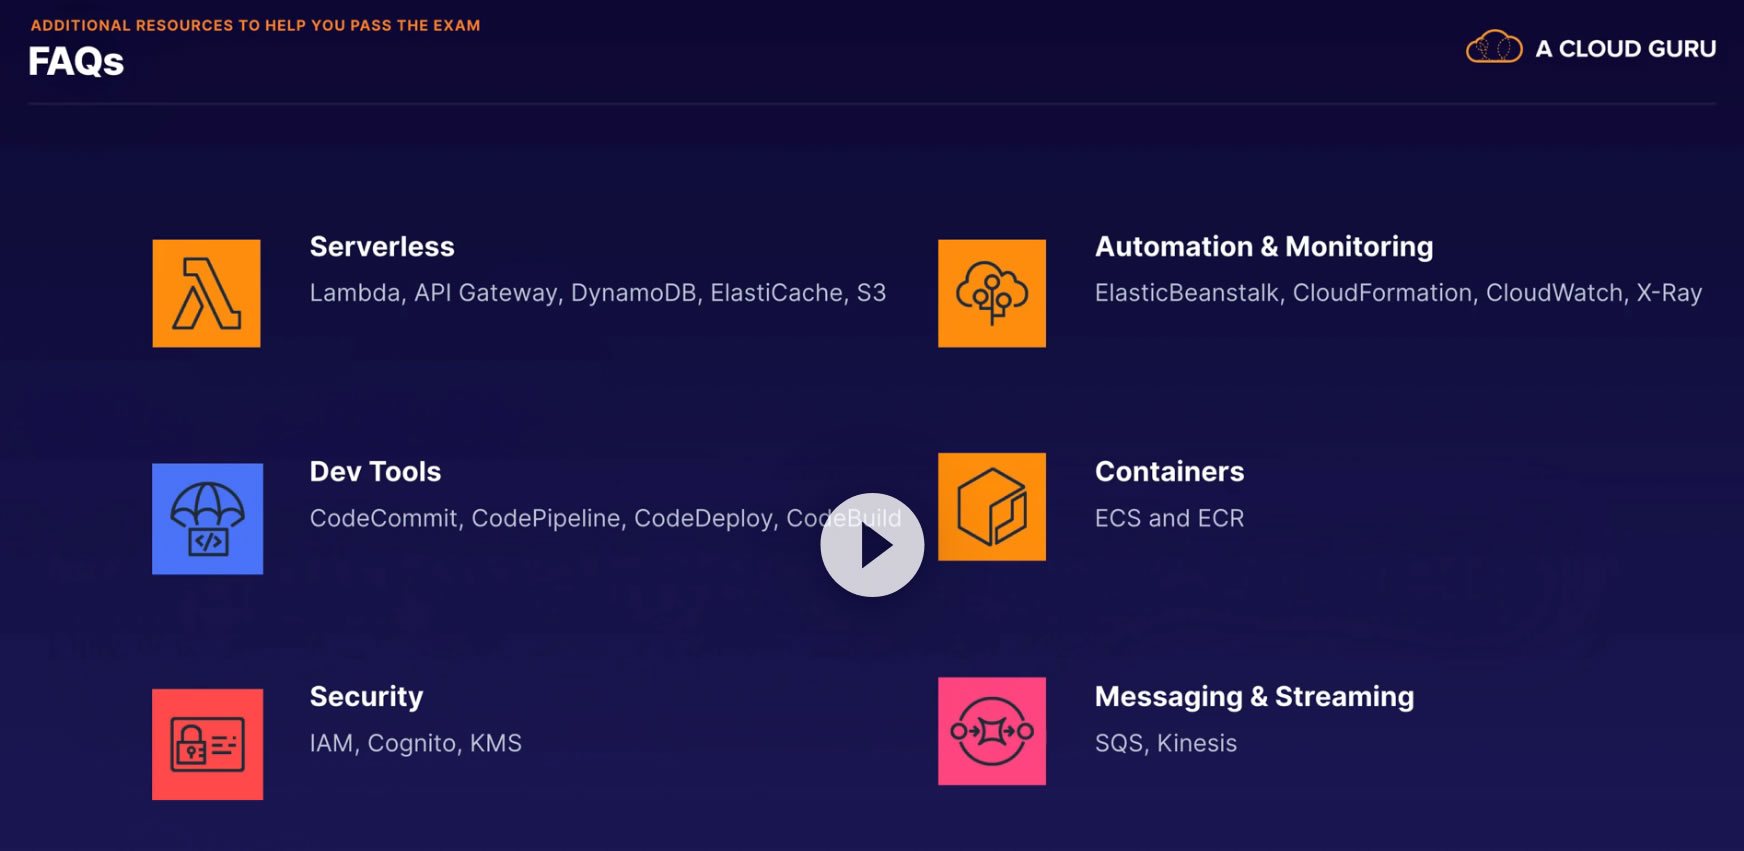 ADDITIONAL RESOURCES TO HELP YOU PASS THE EXAM
FAQs
A CLOUD GURU
Serverless
Lambda, API Gateway, DynamoDB, ElastiCache, S3
Automation & Monitoring
ElasticBeanstalk, CloudFormation, CloudWatch, X-Ray
Dev Tools
CodeCommit, CodePipeline, CodeDeploy, CodeBuild
Containers
ECS and ECR
Security
IAM, Cognito, KMS
Messaging & Streaming
SQS, Kinesis